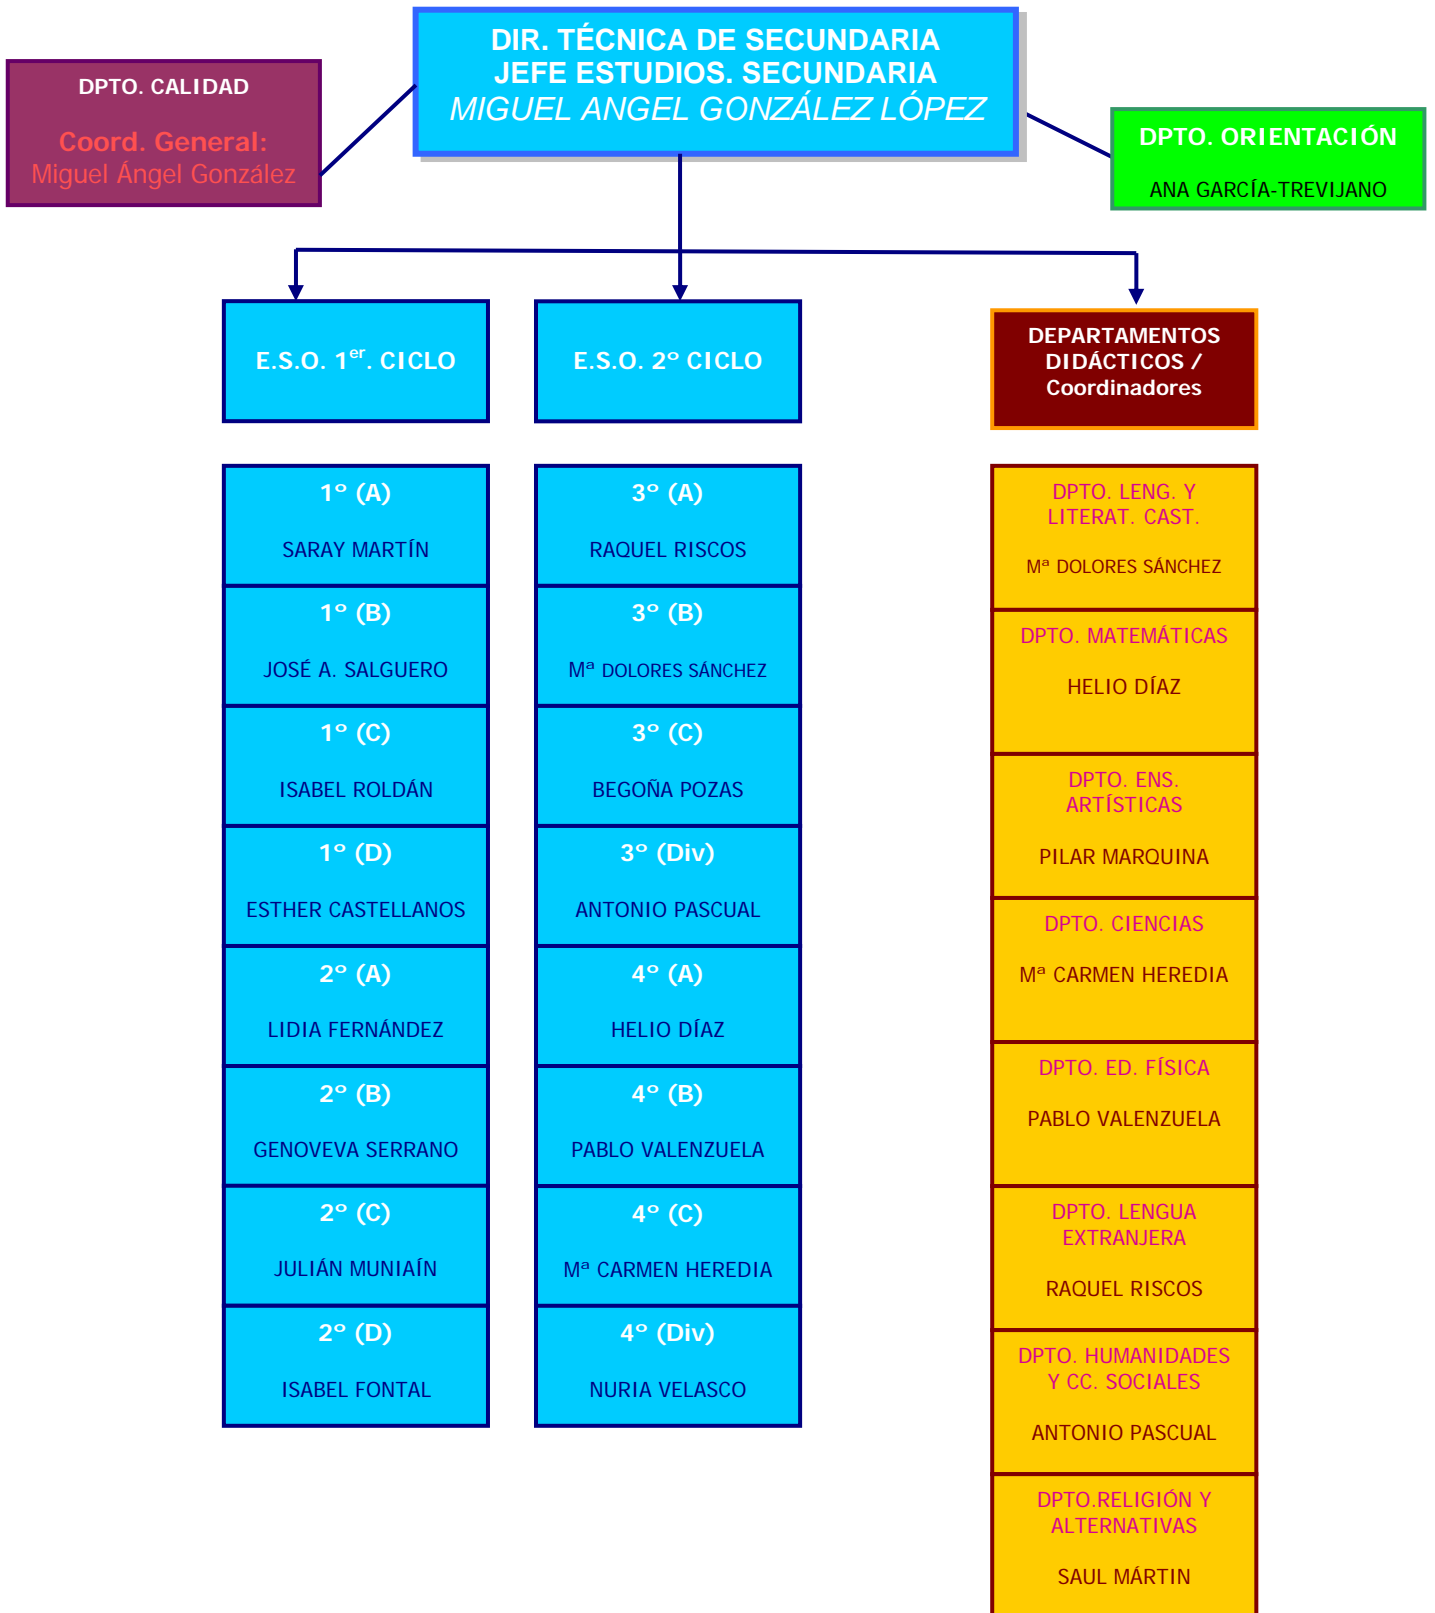 DIR. TÉCNICA DE SECUNDARIA
JEFE ESTUDIOS. SECUNDARIA
MIGUEL ANGEL GONZÁLEZ LÓPEZ
DPTO. CALIDAD
Coord. General:
Miguel Ángel González
DPTO. ORIENTACIÓN
ANA GARCÍA-TREVIJANO
E.S.O. 1er. CICLO
1º (A)
SARAY MARTÍN
1º (B)
JOSÉ A. SALGUERO
1º (C)
ISABEL ROLDÁN
1º (D)
ESTHER CASTELLANOS
2º (A)
LIDIA FERNÁNDEZ
2º (B)
GENOVEVA SERRANO
2º (C)
JULIÁN MUNIAÍN
2º (D)
ISABEL FONTAL
E.S.O. 2º CICLO
3º (A)
RAQUEL RISCOS
3º (B)
Mª DOLORES SÁNCHEZ
3º (C)
BEGOÑA POZAS
3º (Div)
ANTONIO PASCUAL
4º (A)
HELIO DÍAZ
4º (B)
PABLO VALENZUELA
4º (C)
Mª CARMEN HEREDIA
4º (Div)
NURIA VELASCO
DEPARTAMENTOS
DIDÁCTICOS /
Coordinadores
DPTO. LENG. Y
LITERAT. CAST.
Mª DOLORES SÁNCHEZ
DPTO. MATEMÁTICAS
HELIO DÍAZ
DPTO. ENS.
ARTÍSTICAS
PILAR MARQUINA
DPTO. CIENCIAS
Mª CARMEN HEREDIA
DPTO. ED. FÍSICA
PABLO VALENZUELA
DPTO. LENGUA
EXTRANJERA
RAQUEL RISCOS
DPTO. HUMANIDADES
Y CC. SOCIALES
ANTONIO PASCUAL
DPTO.RELIGIÓN Y
ALTERNATIVAS
SAUL MÁRTIN